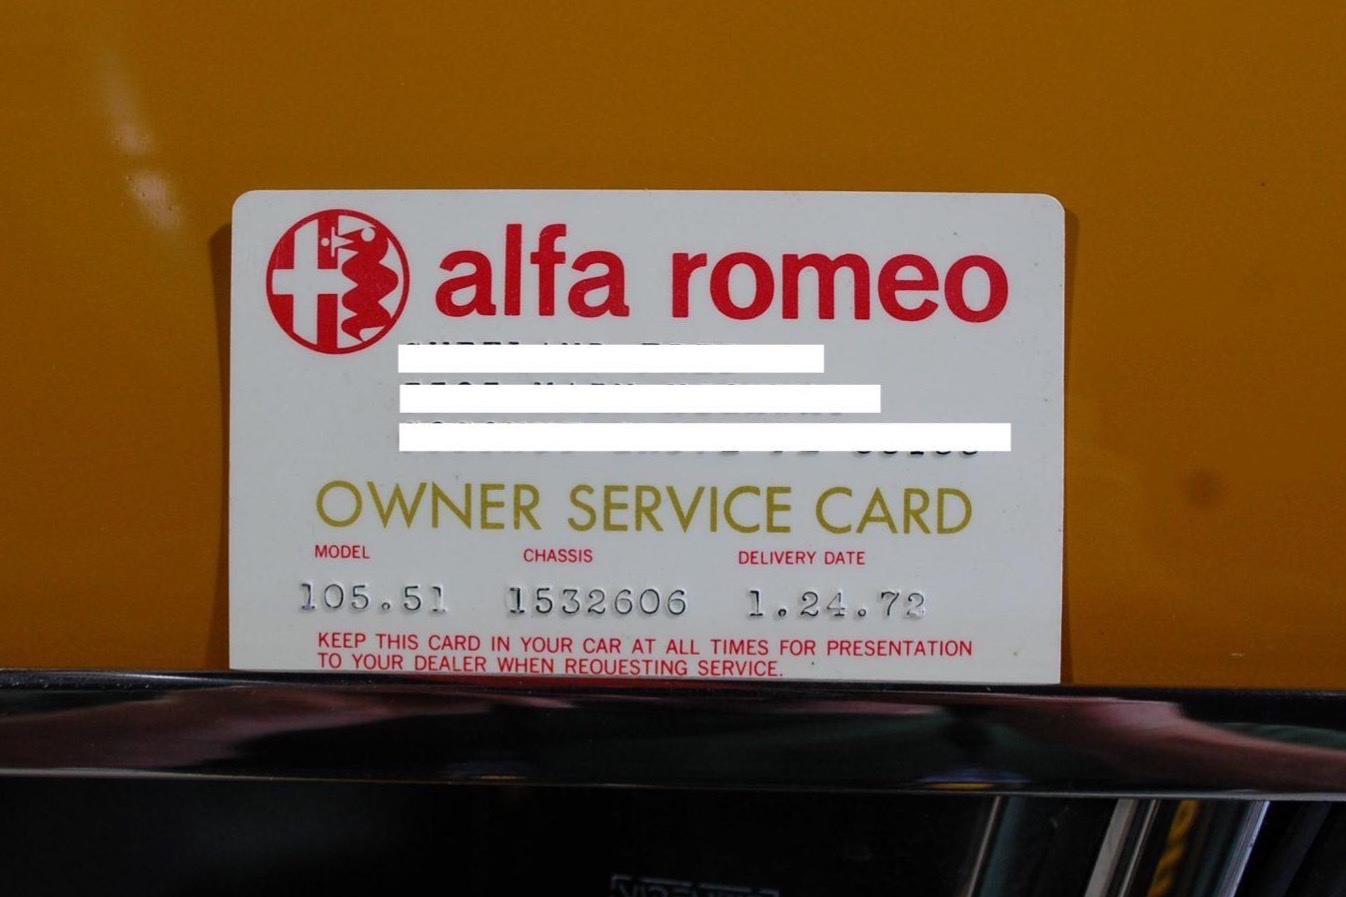 alfa romeo
OWNER SERVICE CARD
MODEL CHASSIS DELIVERY DATE
105.51 1532606 1.24.72
KEEP THIS CARD IN YOUR CAR AT ALL TIMES FOR PRESENTATION
TO YOUR DEALER WHEN REQUESTING SERVICE.